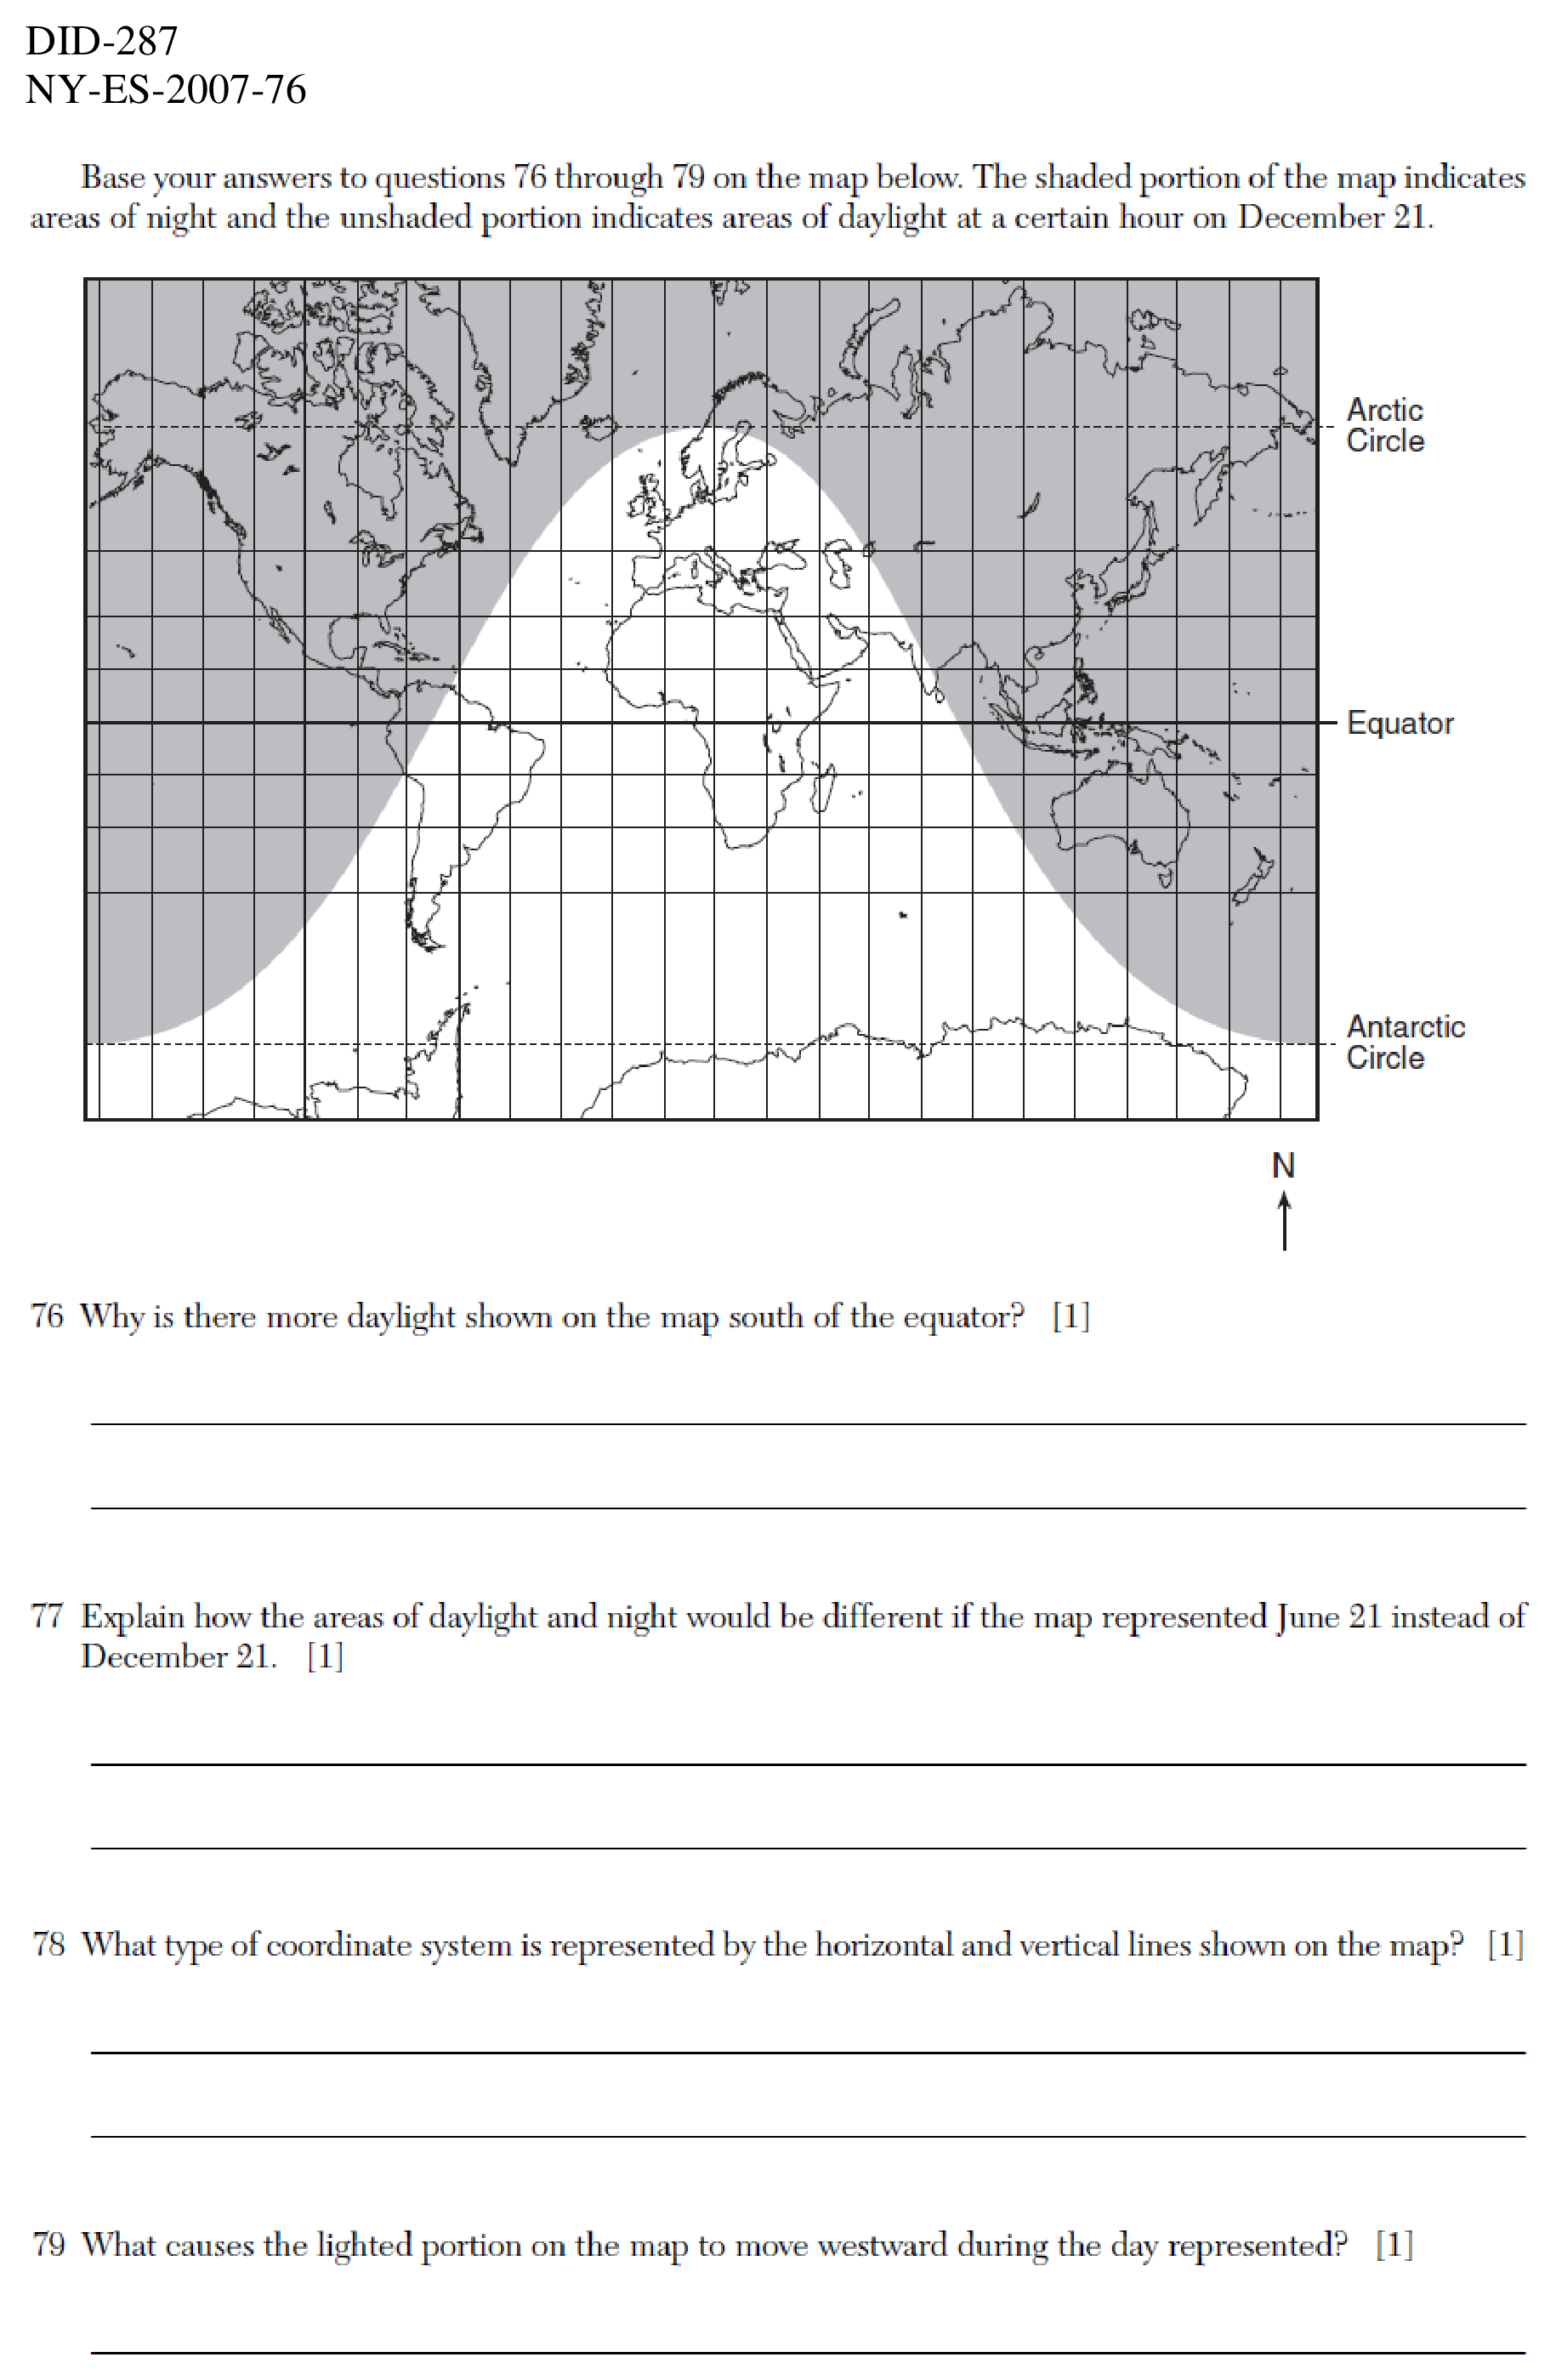 DID-287
NY-ES-2007-76
Base your answers to questions 76 through 79 on the map below. The shaded portion of the map indicates
areas of night and the unshaded portion indicates areas of daylight at a certain hour on December 21.
Arctic
Circle
Equator
Antarctic
Circle
N
76 Why is there more daylight shown on the map south of the equator? [1]
77 Explain how the areas of daylight and night would be different if the map represented June 21 instead of
December 21. [1]
78 What type of coordinate system is represented by the horizontal and vertical lines shown on the map? [1]
79 What causes the lighted portion on the map to move westward during the day represented? [1]